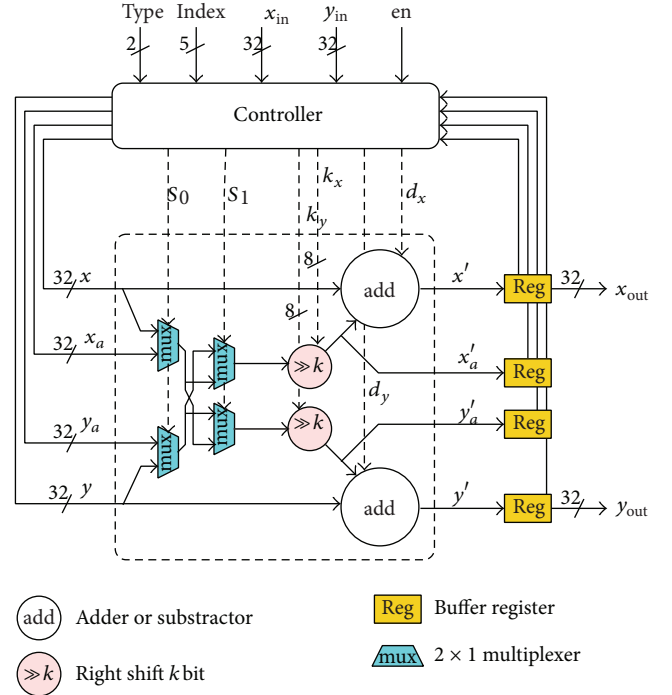 Type Index x_in y_in en
2 5 32 32
Controller
S_0 S_1 k_y k_x d_x
32 x
8
8
add
x′
Reg
32
x_out
32 x_a
mux
mux
≫k
x′_a
Reg
d_y
32 y_a
mux
mux
≫k
y′_a
Reg
32 y
add
y′
Reg
32
y_out
add Adder or substractor
Reg Buffer register
≫k Right shift k bit
mux 2 × 1 multiplexer